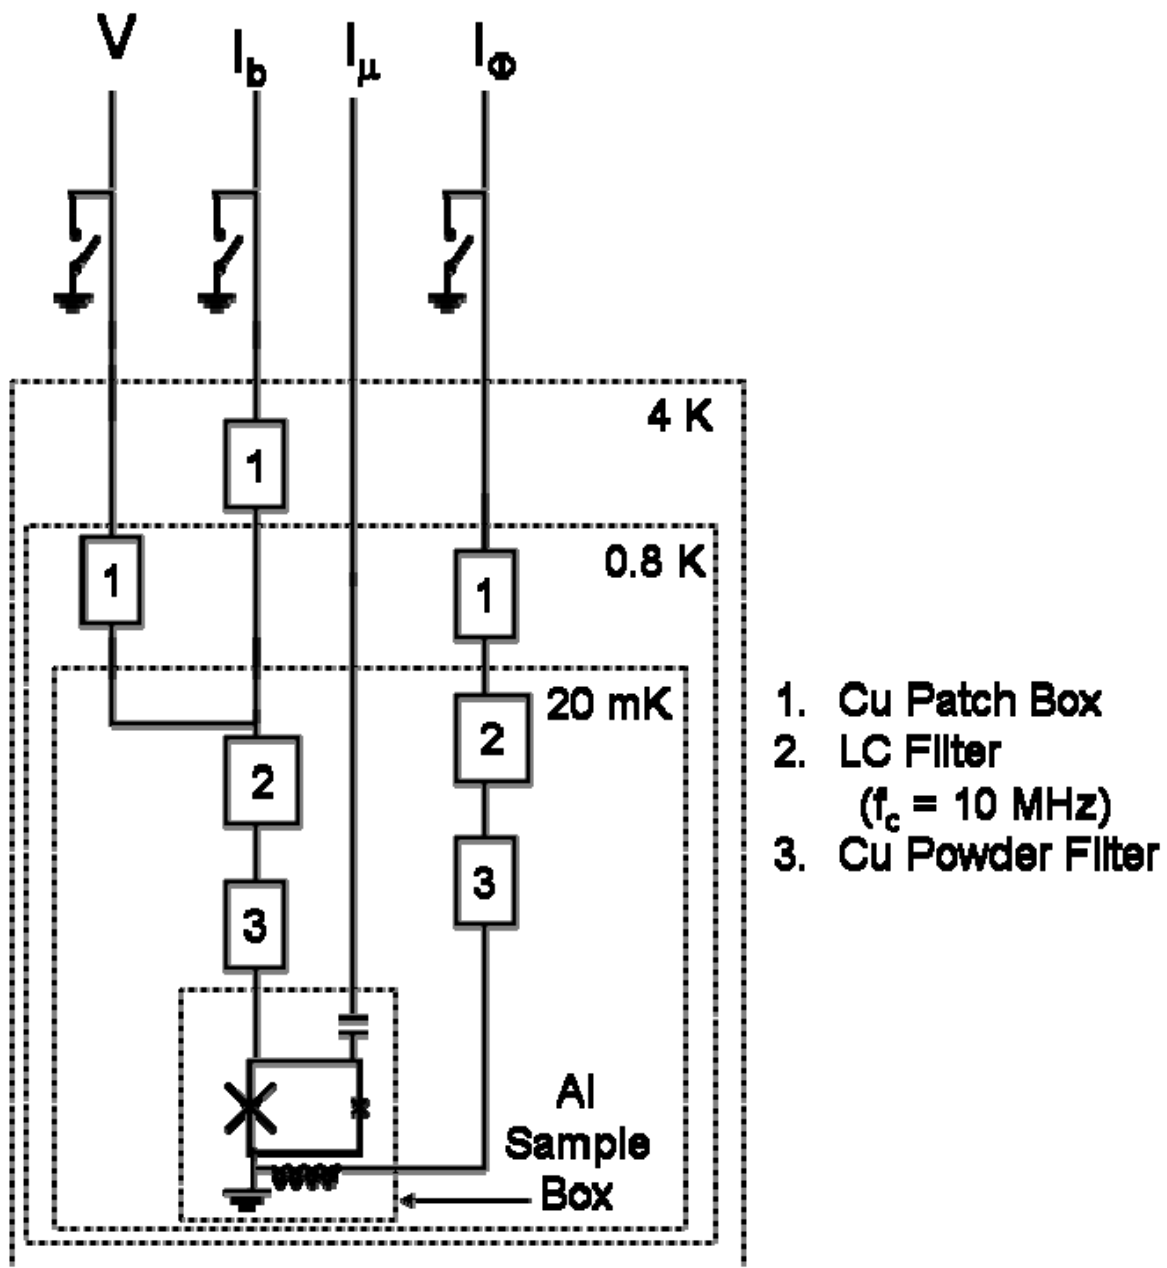 V
I_b
I_μ
I_Φ
4 K
1
0.8 K
1
1
20 mK
2
2
3
3
Al
Sample
Box
1. Cu Patch Box
2. LC Filter
(f_c = 10 MHz)
3. Cu Powder Filter